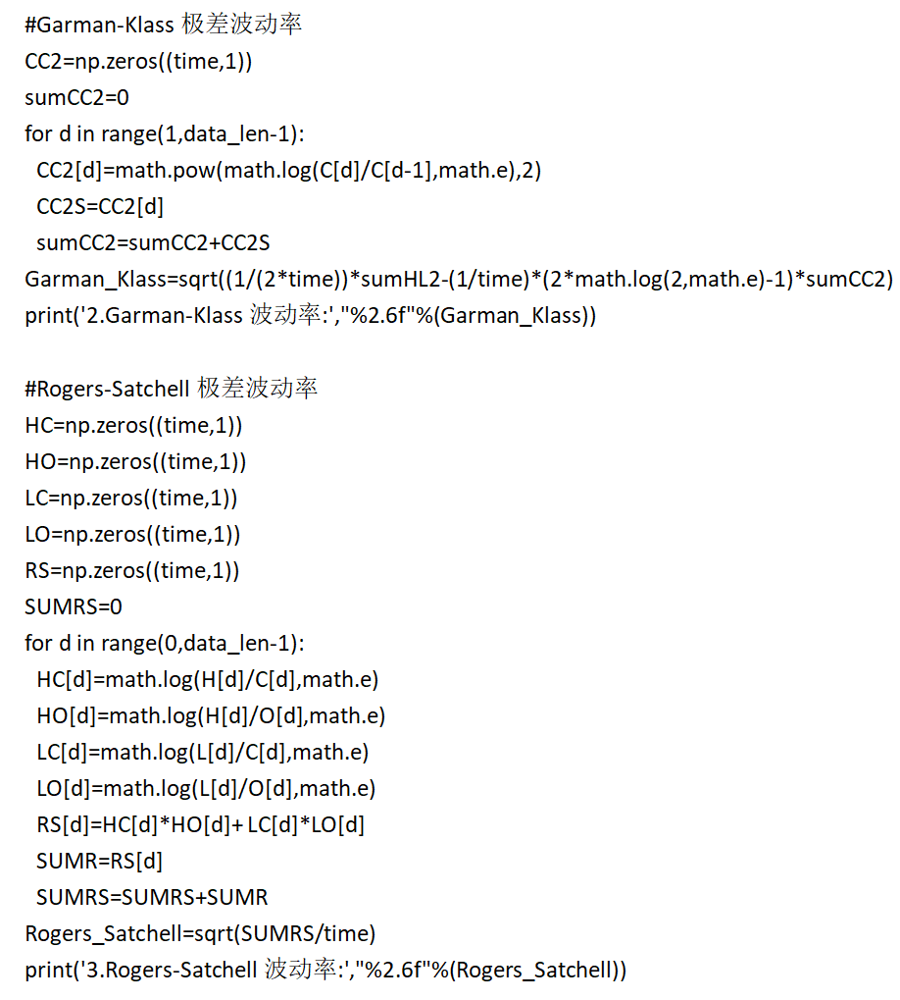 #Garman-Klass 极差波动率
CC2=np.zeros((time,1))
sumCC2=0
for d in range(1,data_len-1):
  CC2[d]=math.pow(math.log(C[d]/C[d-1],math.e),2)
  CC2S=CC2[d]
  sumCC2=sumCC2+CC2S
Garman_Klass=sqrt((1/(2*time))*sumHL2-(1/time)*(2*math.log(2,math.e)-1)*sumCC2)
print('2.Garman-Klass 波动率:',"%2.6f"%(Garman_Klass))

#Rogers-Satchell 极差波动率
HC=np.zeros((time,1))
HO=np.zeros((time,1))
LC=np.zeros((time,1))
LO=np.zeros((time,1))
RS=np.zeros((time,1))
SUMRS=0
for d in range(0,data_len-1):
  HC[d]=math.log(H[d]/C[d],math.e)
  HO[d]=math.log(H[d]/O[d],math.e)
  LC[d]=math.log(L[d]/C[d],math.e)
  LO[d]=math.log(L[d]/O[d],math.e)
  RS[d]=HC[d]*HO[d]+ LC[d]*LO[d]
  SUMR=RS[d]
  SUMRS=SUMRS+SUMR
Rogers_Satchell=sqrt(SUMRS/time)
print('3.Rogers-Satchell 波动率:',"%2.6f"%(Rogers_Satchell))